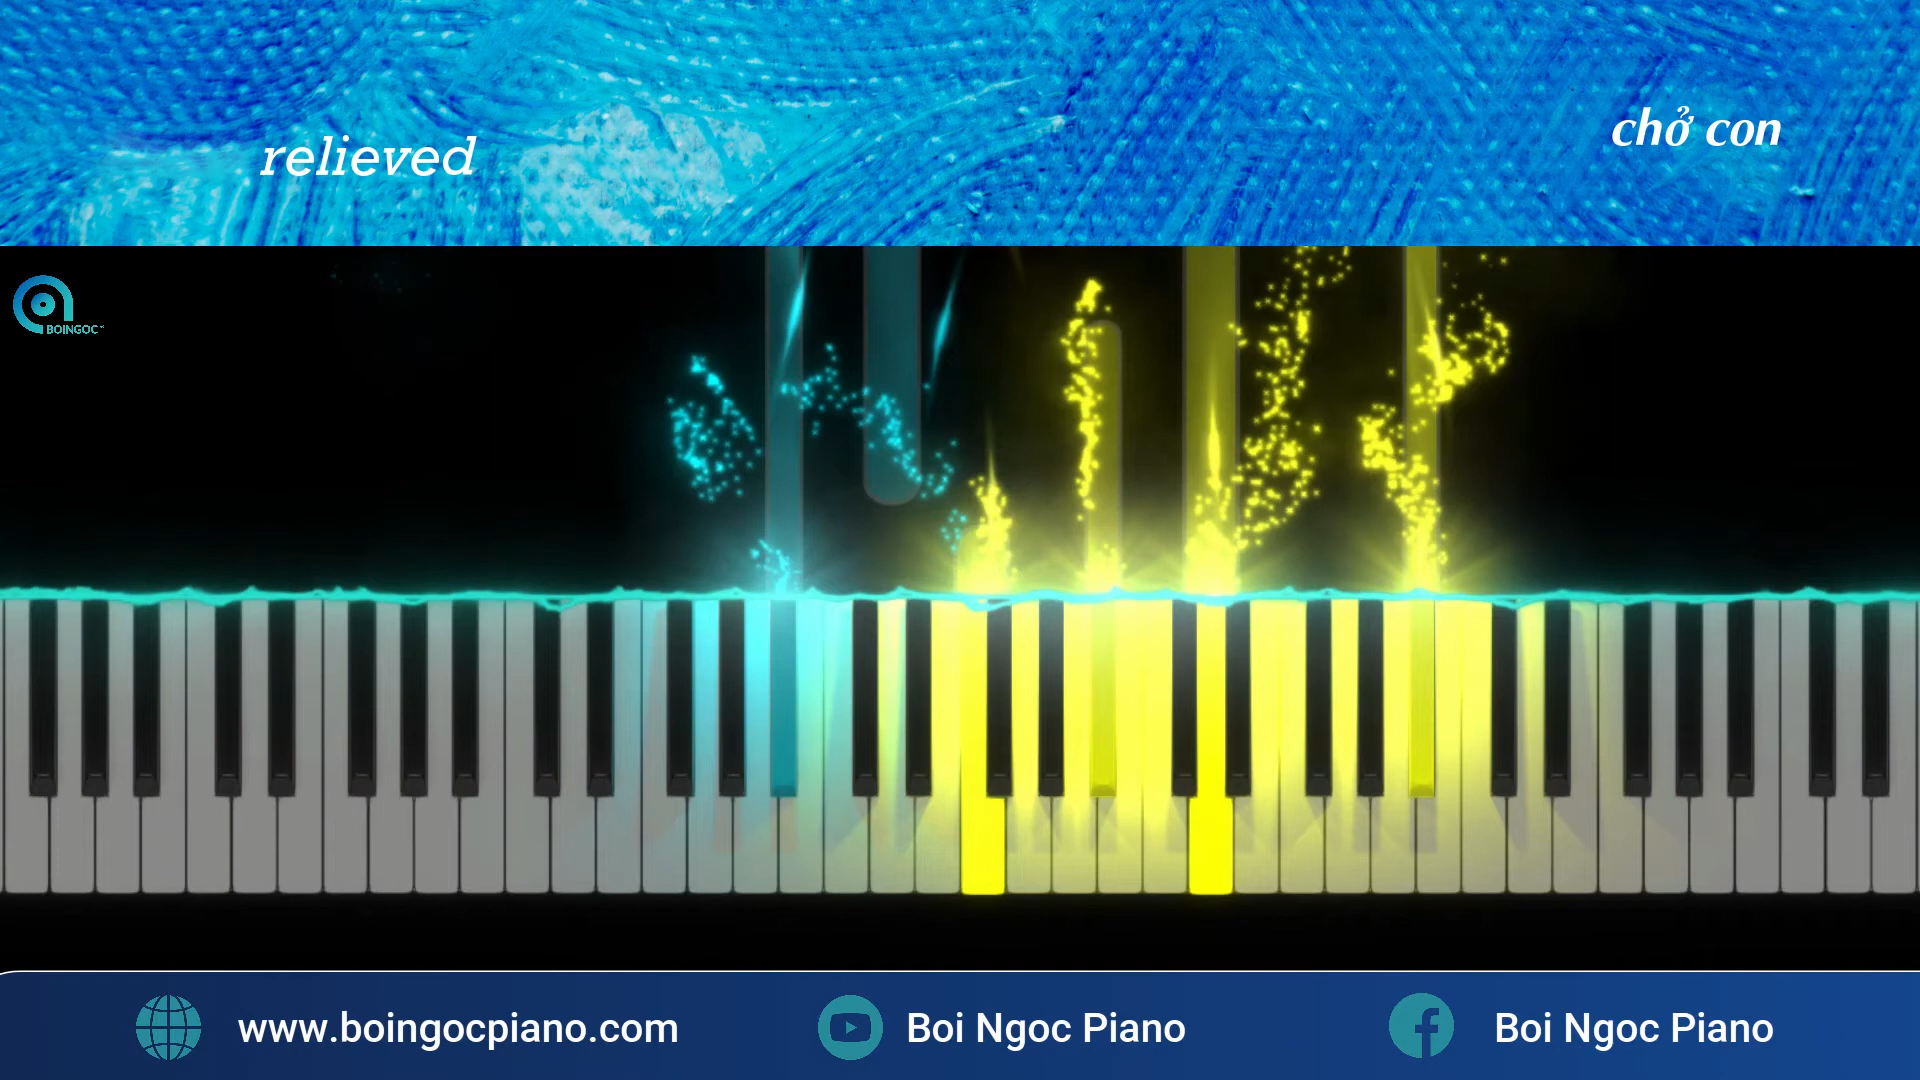 relieved
chở con
BOINGOC
www.boingocpiano.com
Boi Ngoc Piano
Boi Ngoc Piano